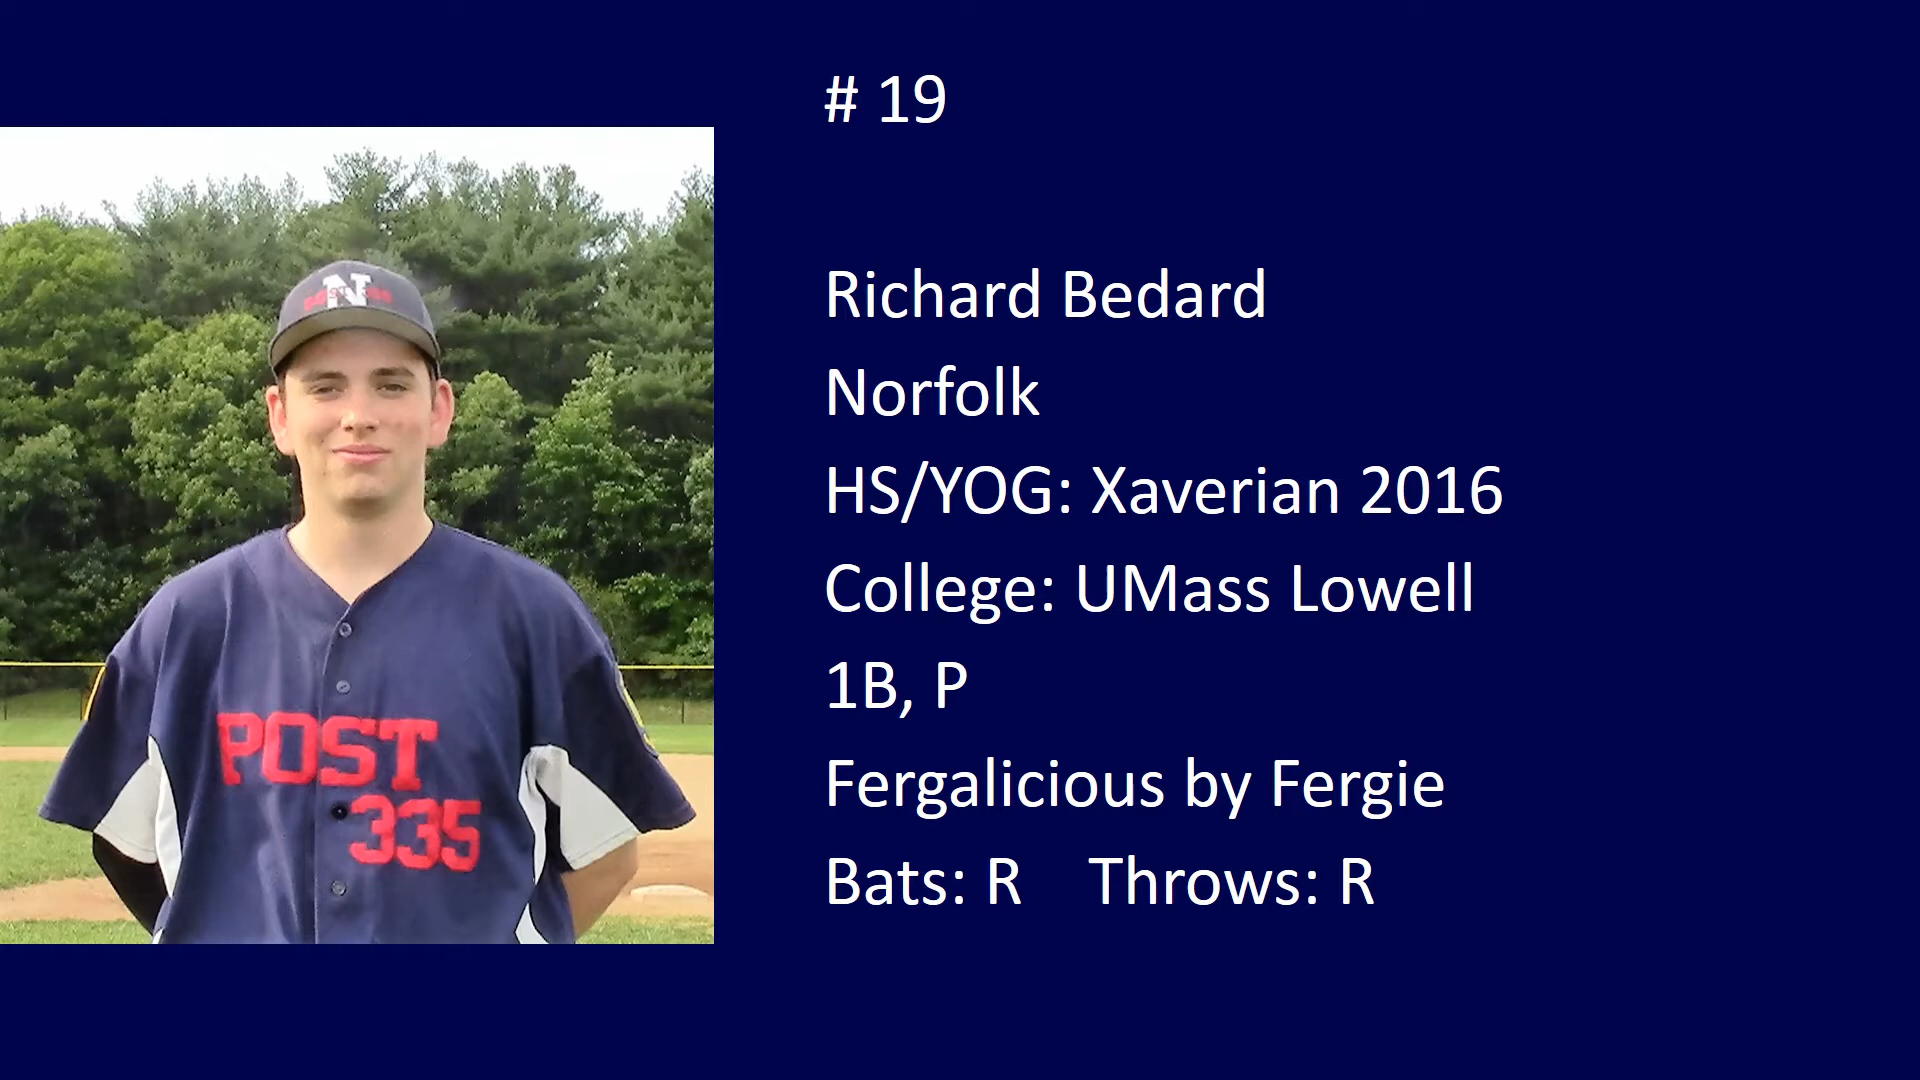 # 19
Richard Bedard
Norfolk
HS/YOG: Xaverian 2016
College: UMass Lowell
1B, P
Fergalicious by Fergie
Bats: R Throws: R
N
POST
335